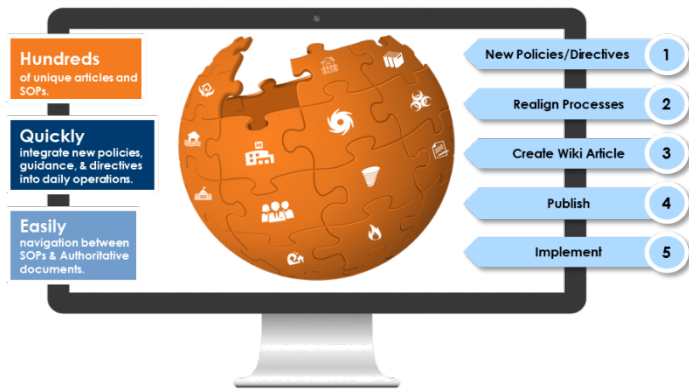 Hundreds
of unique articles and
SOPs.
Quickly
integrate new policies,
guidance, & directives
into daily operations.
Easily
navigation between
SOPs & Authoritative
documents.
New Policies/Directives 1
Realign Processes 2
Create Wiki Article 3
Publish 4
Implement 5